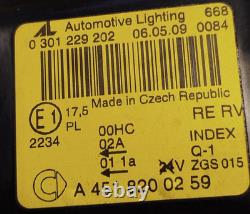 AL Automotive Lighting 668
0 301 229 202 06.05.09 0084
E1 17,5 Made in Czech Republic
PL RE RV
00HC INDEX
2234 02A Q-1
01 1a 24V ZGS 015
A 451 820 02 59